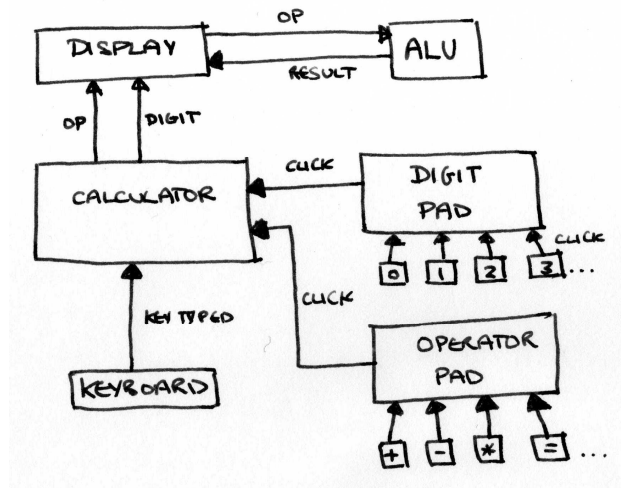 OP
DISPLAY
ALU
RESULT
OP
DIGIT
CLICK
DIGIT
PAD
CALCULATOR
CLICK
0 1 2 3 ...
CLICK
KEY TYPED
OPERATOR
PAD
KEYBOARD
+ - * = ...